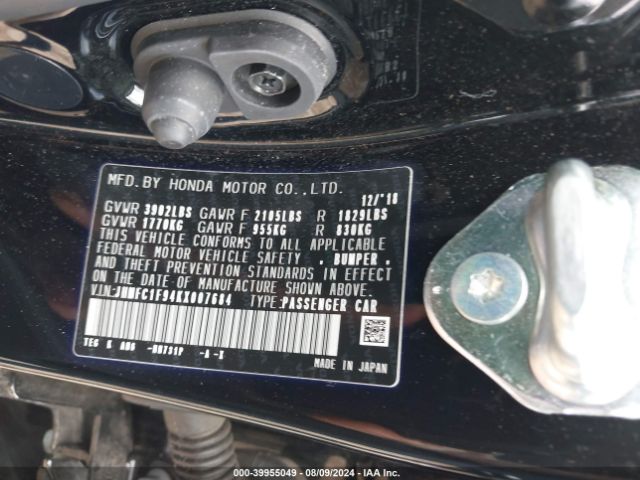 MFD.BY HONDA MOTOR CO.,LTD. 12/'18
GVWR 3902LBS GAWR F 2105LBS R 1829LBS
GVWR 1770KG GAWR F 955KG R 830KG
THIS VEHICLE CONFORMS TO ALL APPLICABLE
FEDERAL MOTOR VEHICLE SAFETY , BUMPER ,
AND THEFT PREVENTION STANDARDS IN EFFECT
ON THE DATE OF MANUFACTURE SHOWN ABOVE.
VIN:JHMFC1F94KX007684 TYPE:PASSENGER CAR
-A-X
MADE IN JAPAN
000-39955049 - 08/09/2024 - IAA Inc.